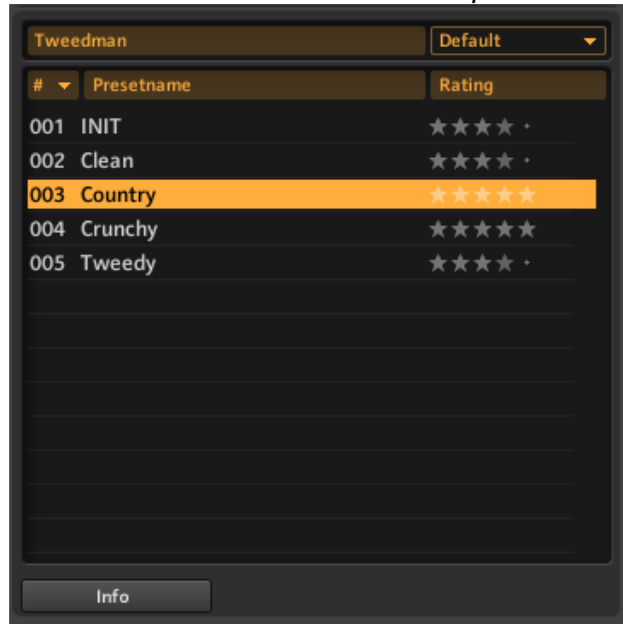 Tweedman Default
# Presetname Rating
001 INIT
002 Clean
003 Country
004 Crunchy
005 Tweedy
Info